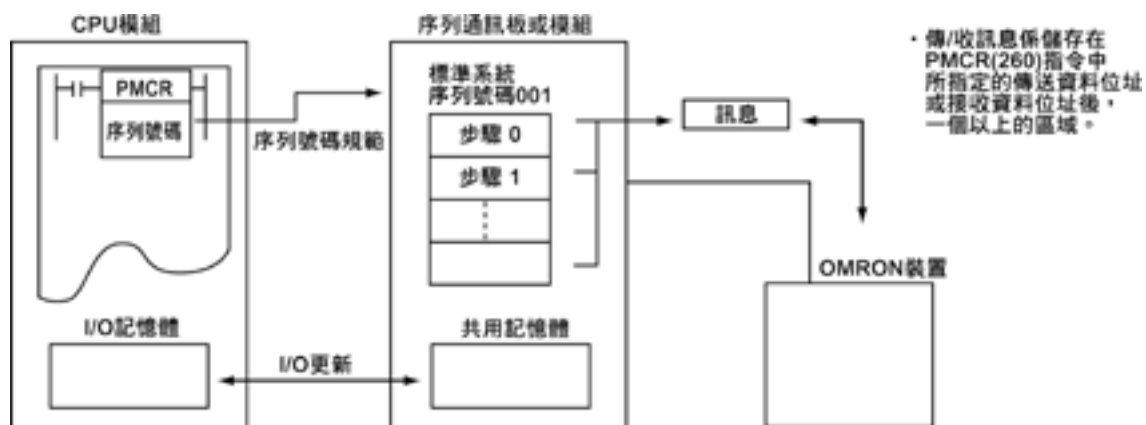 CPU模組
序列通訊板或模組
・傳/收訊息係儲存在
PMCR(260)指令中
所指定的傳送資料位址
或接收資料位址後，
一個以上的區域。
PMCR
序列號碼
序列號碼規範
標準系統
序列號碼001
步驟 0
步驟 1
訊息
OMRON裝置
I/O記憶體
I/O更新
共用記憶體